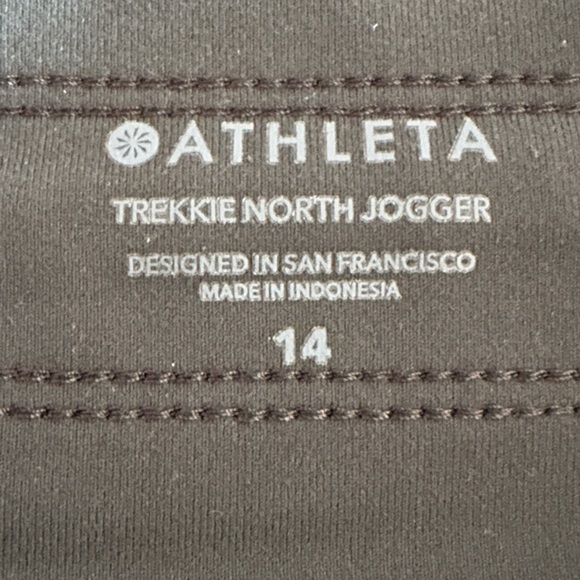 ATHLETA
TREKKIE NORTH JOGGER
DESIGNED IN SAN FRANCISCO
MADE IN INDONESIA
14